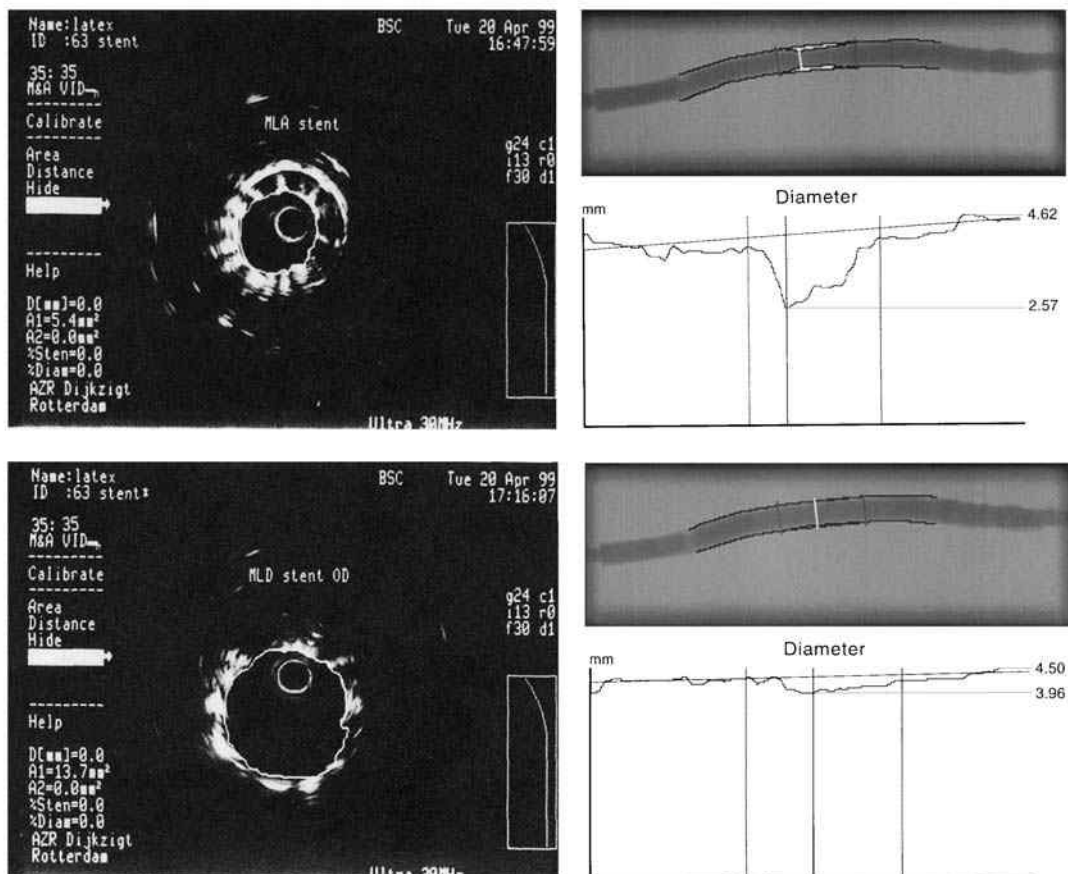 Name:latex BSC Tue 20 Apr 99
ID :63 stent 16:47:59
35: 35
M&A VID
MLA stent
Calibrate
g24 c1
i13 r0
f30 d1
Area
Distance
Hide
Help
D[mm]=0.0
A1=5.4mm²
A2=0.0mm²
%Sten=0.0
%Diam=0.0
AZR Dijkzigt
Rotterdam
Ultra 30MHz
Diameter
mm
4.62
2.57
Name:latex BSC Tue 20 Apr 99
ID :63 stent* 17:16:07
35: 35
M&A VID
MLD stent OD
Calibrate
g24 c1
i13 r0
f30 d1
Area
Distance
Hide
Help
D[mm]=0.0
A1=13.7mm²
A2=0.0mm²
%Sten=0.0
%Diam=0.0
AZR Dijkzigt
Rotterdam
Ultra 30MHz
Diameter
mm
4.50
3.96